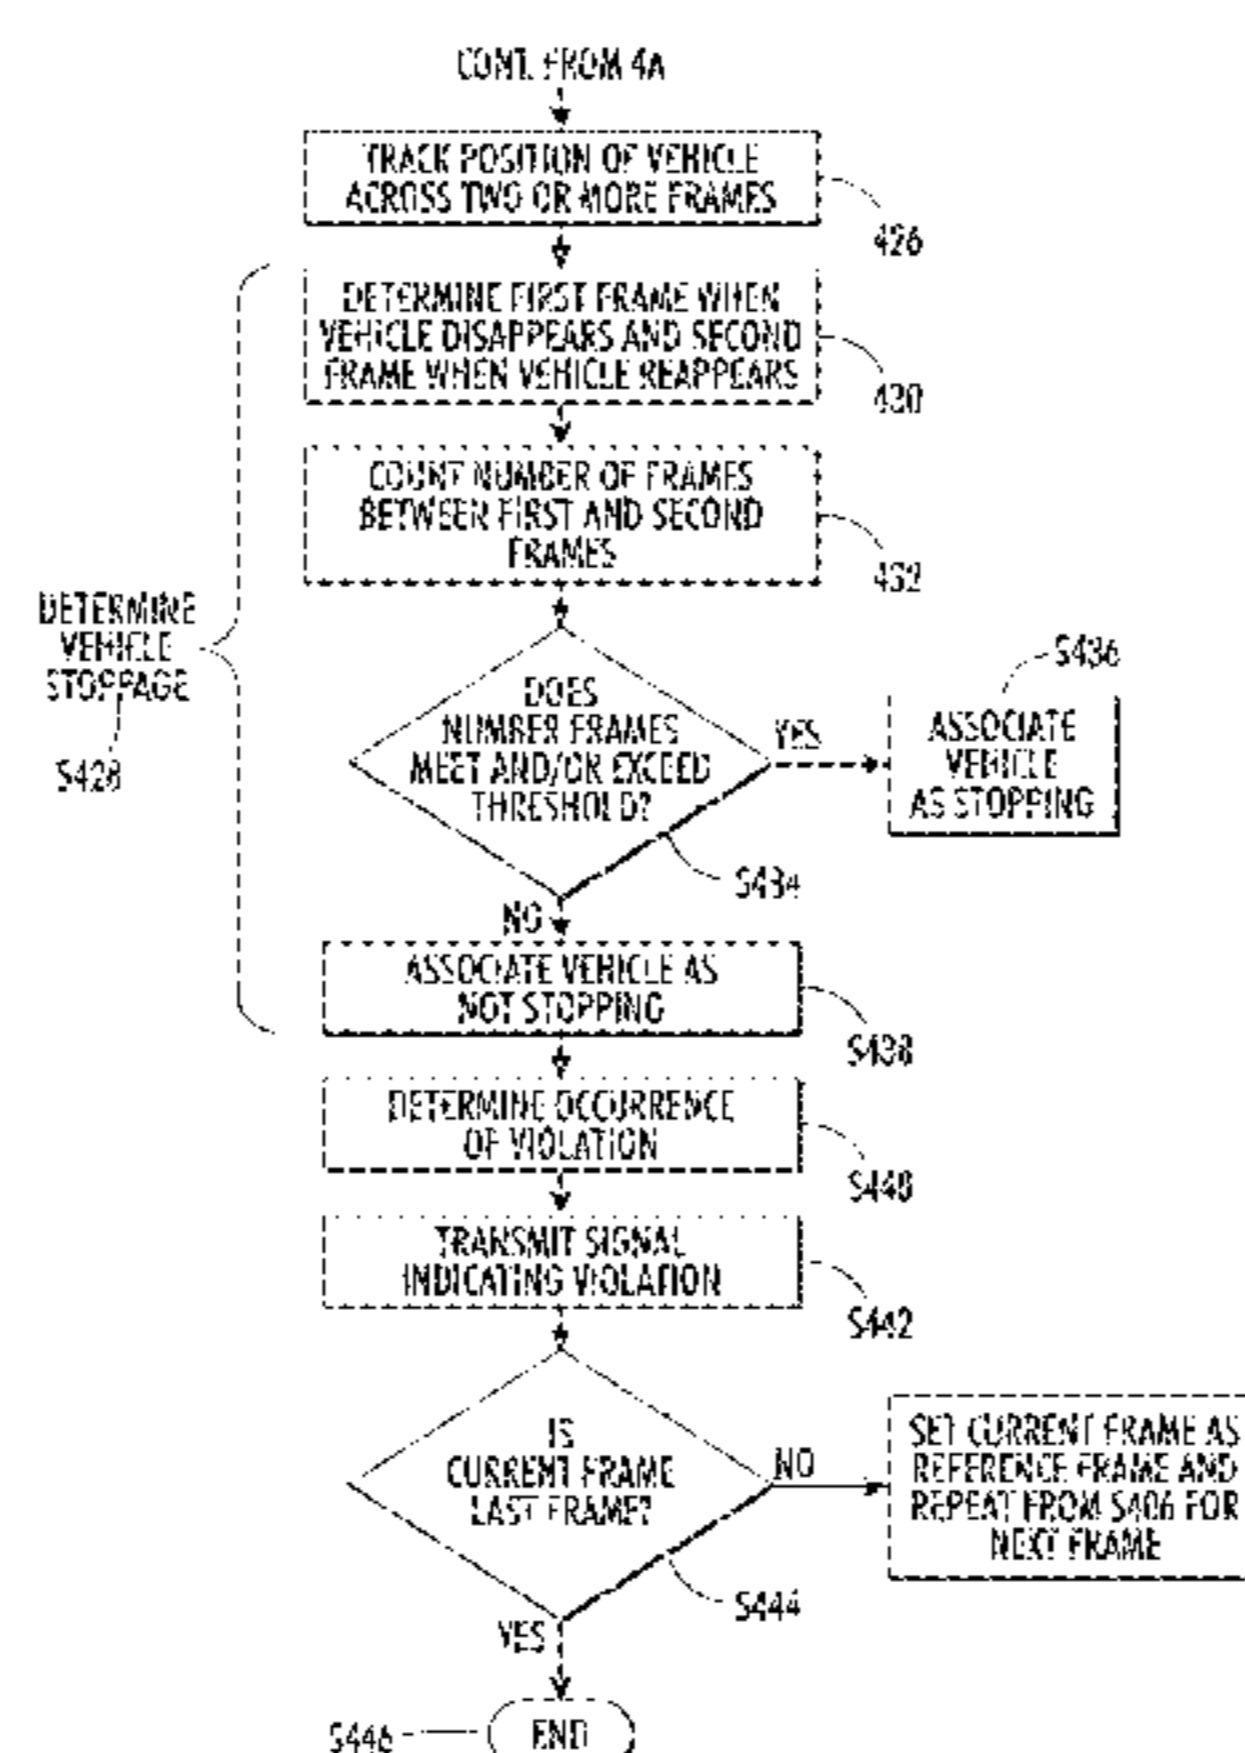 CONT. FROM 4A
TRACK POSITION OF VEHICLE
ACROSS TWO OR MORE FRAMES
426
DETERMINE FIRST FRAME WHEN
VEHICLE DISAPPEARS AND SECOND
FRAME WHEN VEHICLE REAPPEARS
430
COUNT NUMBER OF FRAMES
BETWEEN FIRST AND SECOND
FRAMES
432
DETERMINE
VEHICLE
STOPPAGE
S428
DOES
NUMBER FRAMES
MEET AND/OR EXCEED
THRESHOLD?
S434
YES
S436
ASSOCIATE
VEHICLE
AS STOPPING
NO
ASSOCIATE VEHICLE AS
NOT STOPPING
S438
DETERMINE OCCURRENCE
OF VIOLATION
S440
TRANSMIT SIGNAL
INDICATING VIOLATION
S442
IS
CURRENT FRAME
LAST FRAME?
S444
NO
SET CURRENT FRAME AS
REFERENCE FRAME AND
REPEAT FROM S406 FOR
NEXT FRAME
YES
END
S446